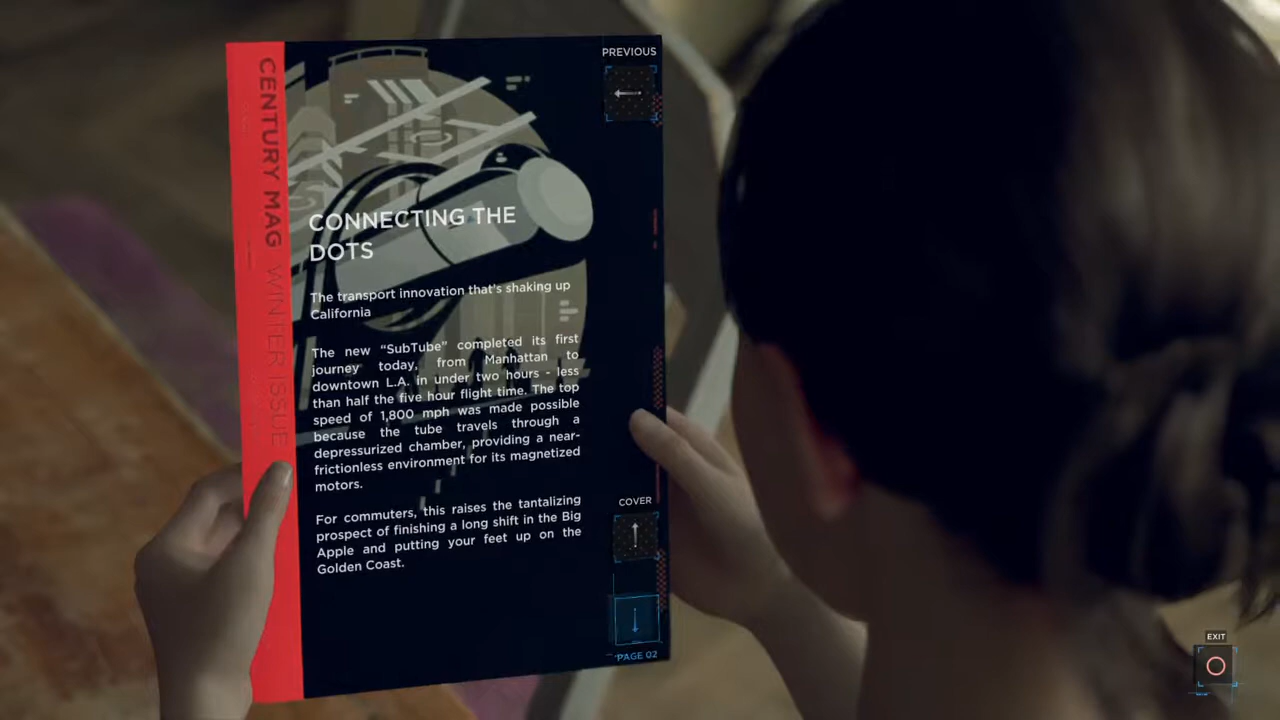 PREVIOUS
CENTURY MAG WINTER ISSUE
CONNECTING THE
DOTS
The transport innovation that's shaking up
California
The new “SubTube” completed its first
journey today, from Manhattan to
downtown L.A. in under two hours - less
than half the five hour flight time. The top
speed of 1,800 mph was made possible
because the tube travels through a
depressurized chamber, providing a near-
frictionless environment for its magnetized
motors.
For commuters, this raises the tantalizing
prospect of finishing a long shift in the Big
Apple and putting your feet up on the
Golden Coast.
COVER
PAGE 02
EXIT